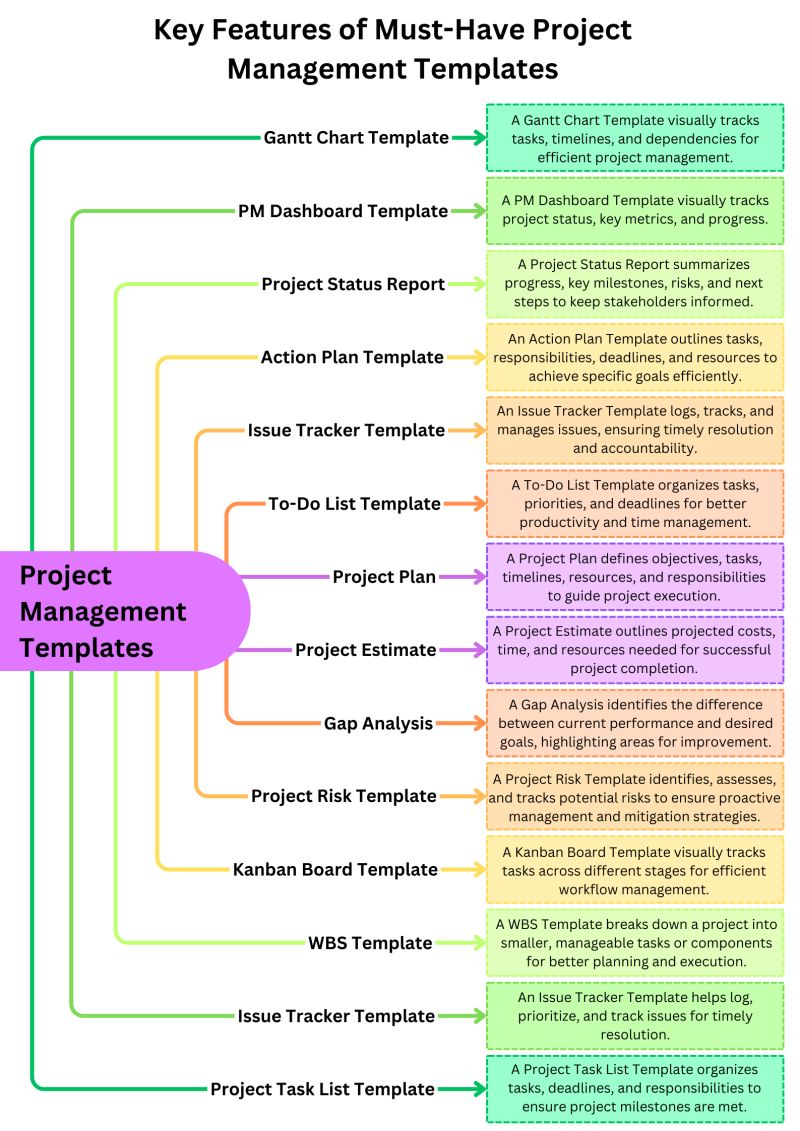 Key Features of Must-Have Project
Management Templates
Gantt Chart Template
A Gantt Chart Template visually tracks
tasks, timelines, and dependencies for
efficient project management.
PM Dashboard Template
A PM Dashboard Template visually tracks
project status, key metrics, and progress.
Project Status Report
A Project Status Report summarizes
progress, key milestones, risks, and next
steps to keep stakeholders informed.
Action Plan Template
An Action Plan Template outlines tasks,
responsibilities, deadlines, and resources to
achieve specific goals efficiently.
Issue Tracker Template
An Issue Tracker Template logs, tracks, and
manages issues, ensuring timely resolution
and accountability.
To-Do List Template
A To-Do List Template organizes tasks,
priorities, and deadlines for better
productivity and time management.
Project
Management
Templates
Project Plan
A Project Plan defines objectives, tasks,
timelines, resources, and responsibilities
to guide project execution.
Project Estimate
A Project Estimate outlines projected costs,
time, and resources needed for successful
project completion.
Gap Analysis
A Gap Analysis identifies the difference
between current performance and desired
goals, highlighting areas for improvement.
Project Risk Template
A Project Risk Template identifies, assesses,
and tracks potential risks to ensure proactive
management and mitigation strategies.
Kanban Board Template
A Kanban Board Template visually tracks
tasks across different stages for efficient
workflow management.
WBS Template
A WBS Template breaks down a project into
smaller, manageable tasks or components
for better planning and execution.
Issue Tracker Template
An Issue Tracker Template helps log,
prioritize, and track issues for timely
resolution.
Project Task List Template
A Project Task List Template organizes
tasks, deadlines, and responsibilities to
ensure project milestones are met.